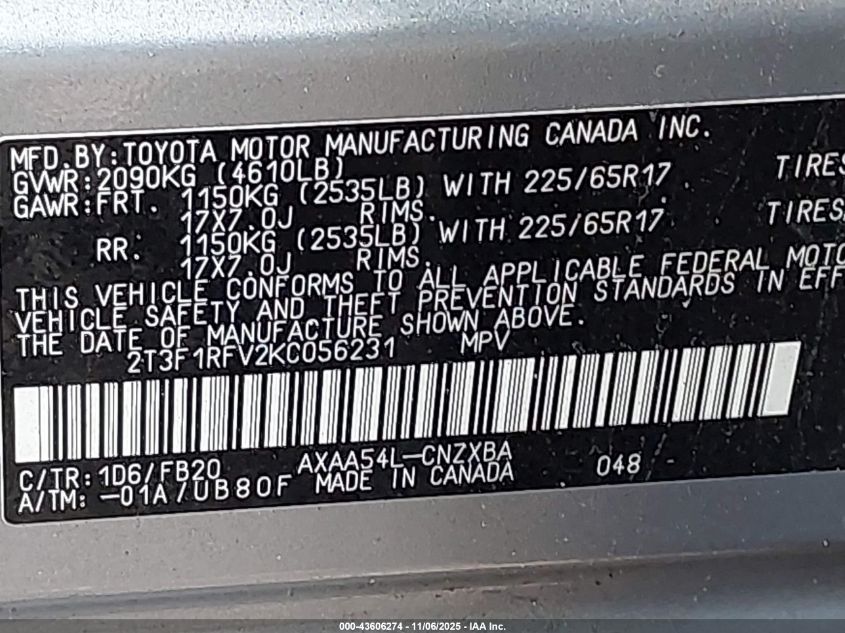 MFD. BY: TOYOTA MOTOR MANUFACTURING CANADA INC.
GVWR: 2090KG (4610LB)
GAWR: FRT. 1150KG (2535LB) WITH 225/65R17 TIRES
17X7.0J RIMS.
RR. 1150KG (2535LB) WITH 225/65R17 TIRES
17X7.0J RIMS.
THIS VEHICLE CONFORMS TO ALL APPLICABLE FEDERAL MOTO
VEHICLE SAFETY AND THEFT PREVENTION STANDARDS IN EFF
THE DATE OF MANUFACTURE SHOWN ABOVE.
2T3F1RFV2KC056231 MPV
C/TR: 1D6/FB20 AXAA54L-CNZXBA 048
A/TM: -01A/UB80F MADE IN CANADA
000-43606274 - 11/06/2025 - IAA Inc.